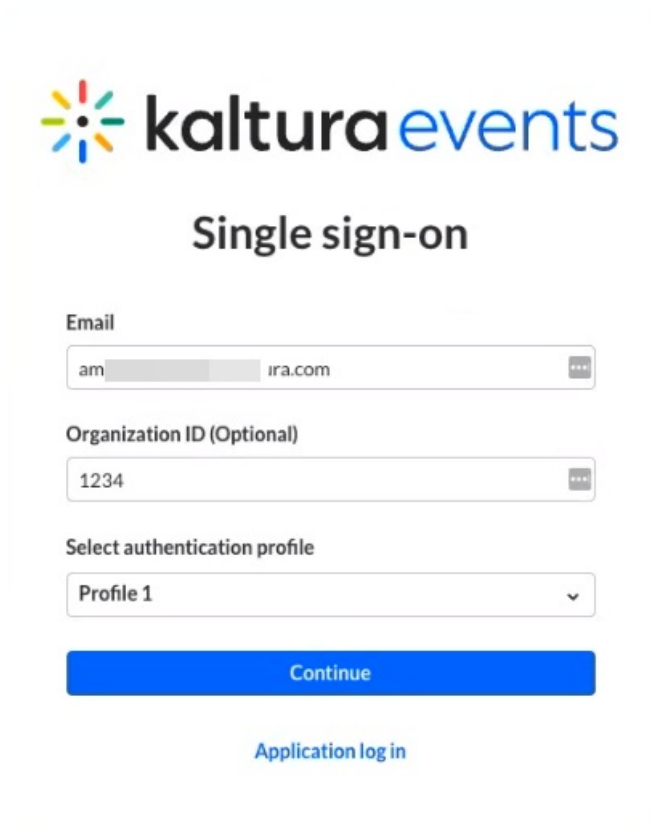 kaltura events
Single sign-on
Email
am ura.com
Organization ID (Optional)
1234
Select authentication profile
Profile 1
Continue
Application log in